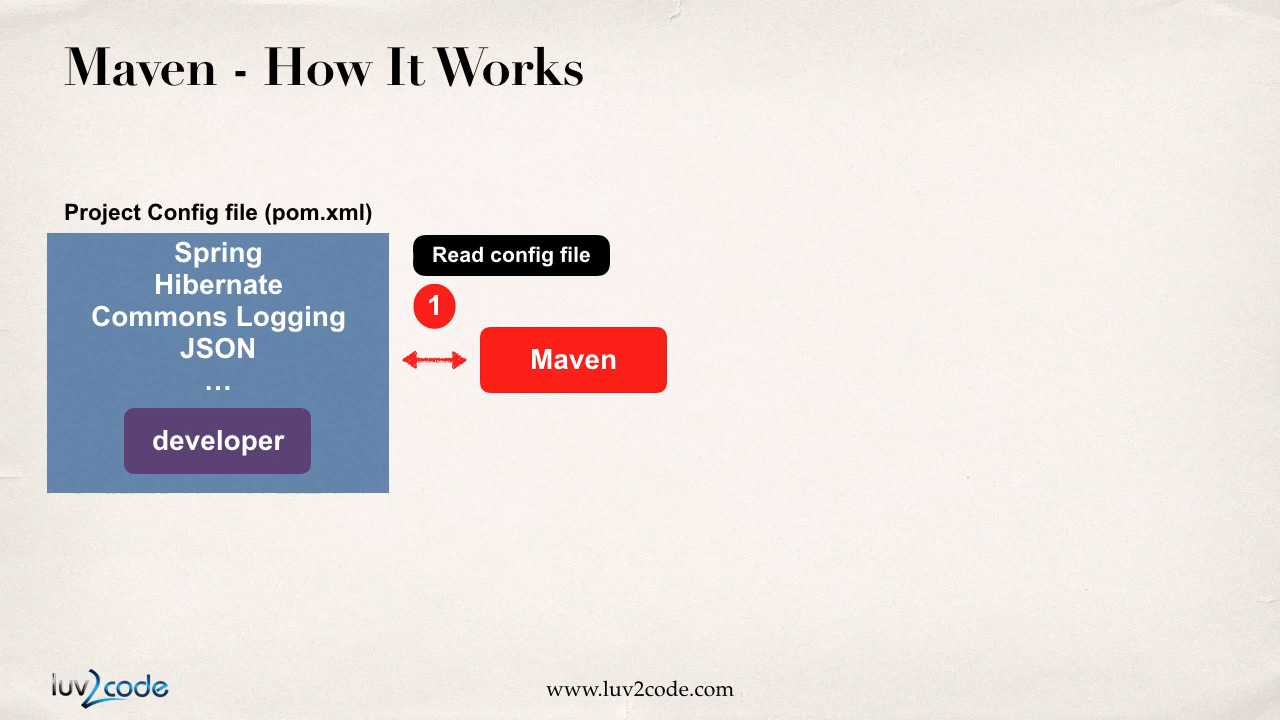 Maven - How It Works
Project Config file (pom.xml)
Spring
Hibernate
Commons Logging
JSON
…
developer
Read config file
1
Maven
luv2code
www.luv2code.com